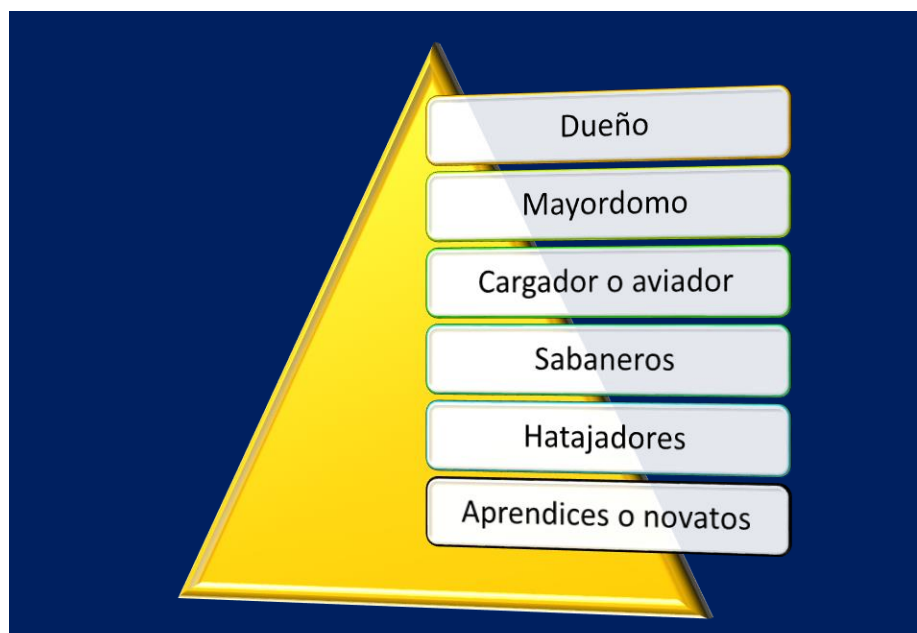 Dueño
Mayordomo
Cargador o aviador
Sabaneros
Hatajadores
Aprendices o novatos